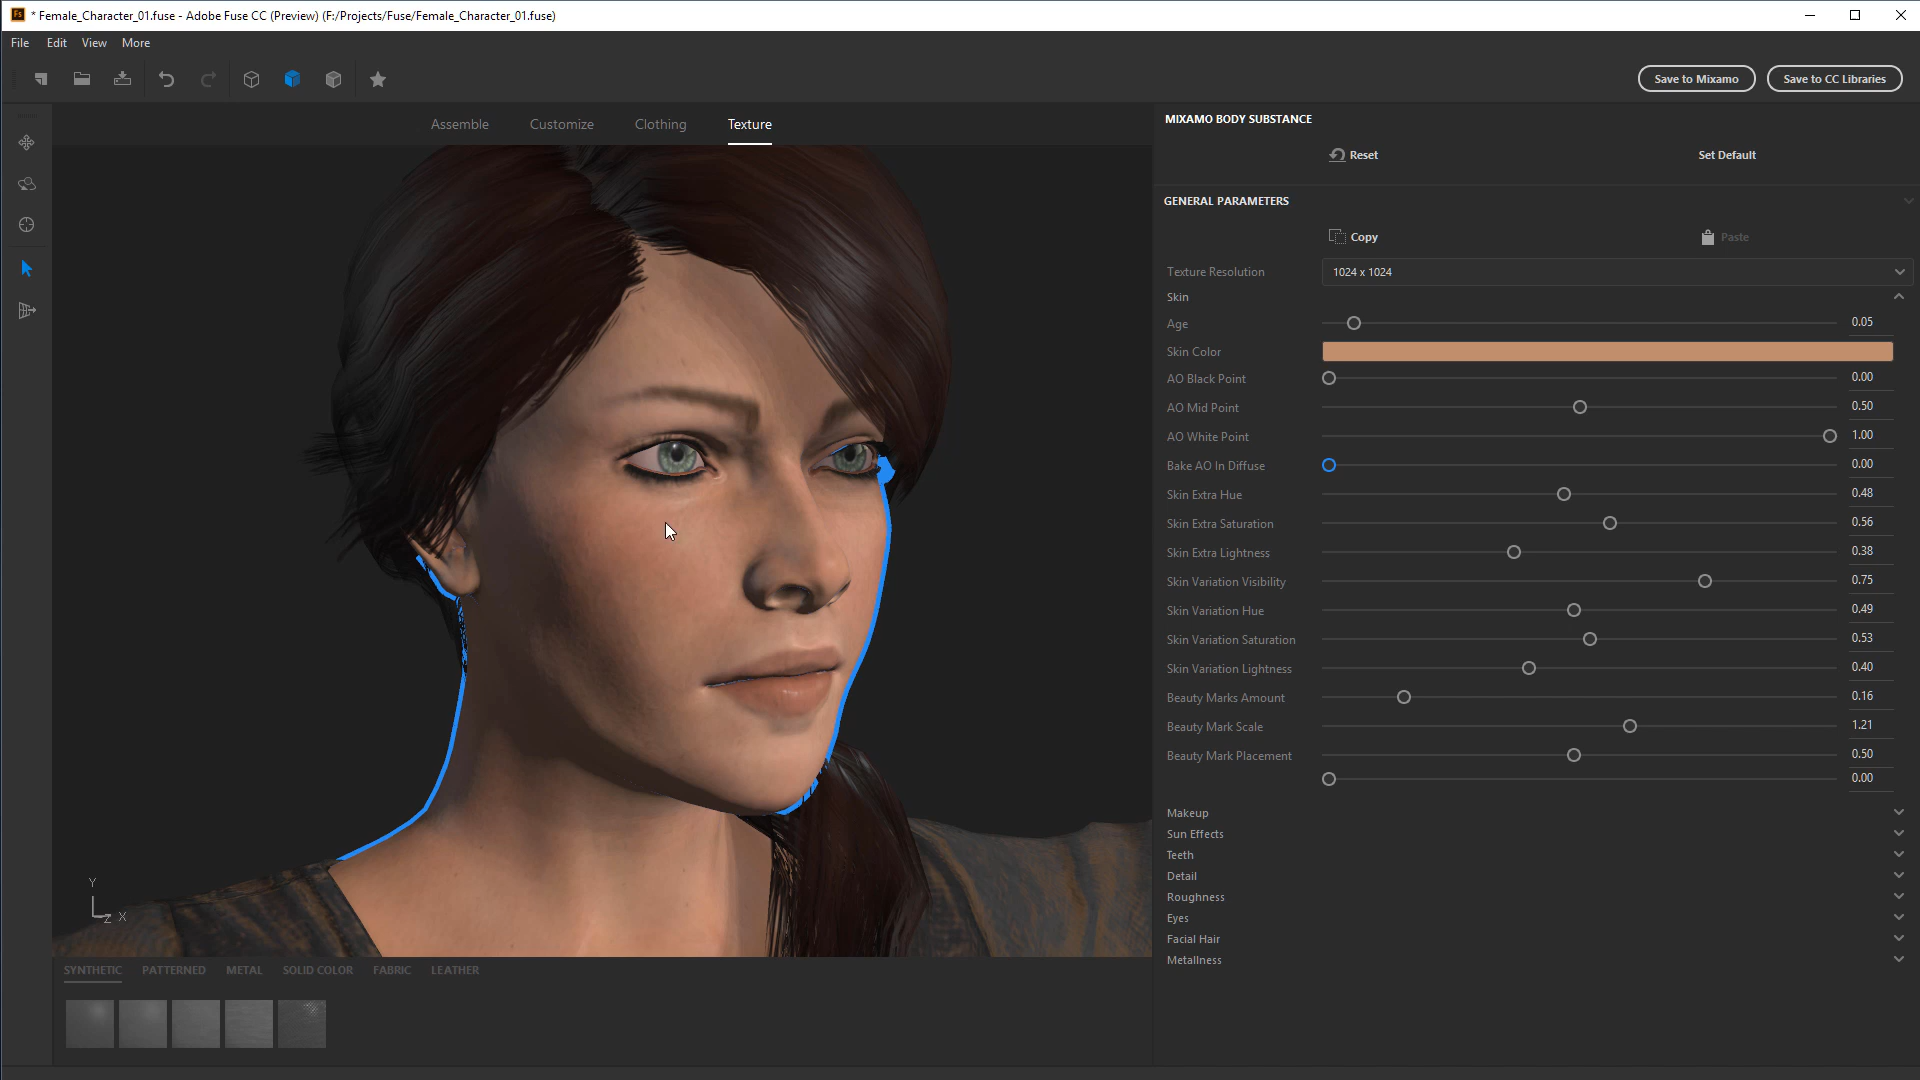 Fs * Female_Character_01.fuse - Adobe Fuse CC (Preview) (F:/Projects/Fuse/Female_Character_01.fuse)
File Edit View More
Save to Mixamo Save to CC Libraries
Assemble Customize Clothing Texture
MIXAMO BODY SUBSTANCE
Reset Set Default
GENERAL PARAMETERS
Copy Paste
Texture Resolution 1024 x 1024
Skin
Age 0.05
Skin Color
AO Black Point 0.00
AO Mid Point 0.50
AO White Point 1.00
Bake AO In Diffuse 0.00
Skin Extra Hue 0.48
Skin Extra Saturation 0.56
Skin Extra Lightness 0.38
Skin Variation Visibility 0.75
Skin Variation Hue 0.49
Skin Variation Saturation 0.53
Skin Variation Lightness 0.40
Beauty Marks Amount 0.16
Beauty Mark Scale 1.21
Beauty Mark Placement 0.50
0.00
Makeup
Sun Effects
Teeth
Detail
Roughness
Eyes
Facial Hair
Metallness
Y
Z X
SYNTHETIC PATTERNED METAL SOLID COLOR FABRIC LEATHER